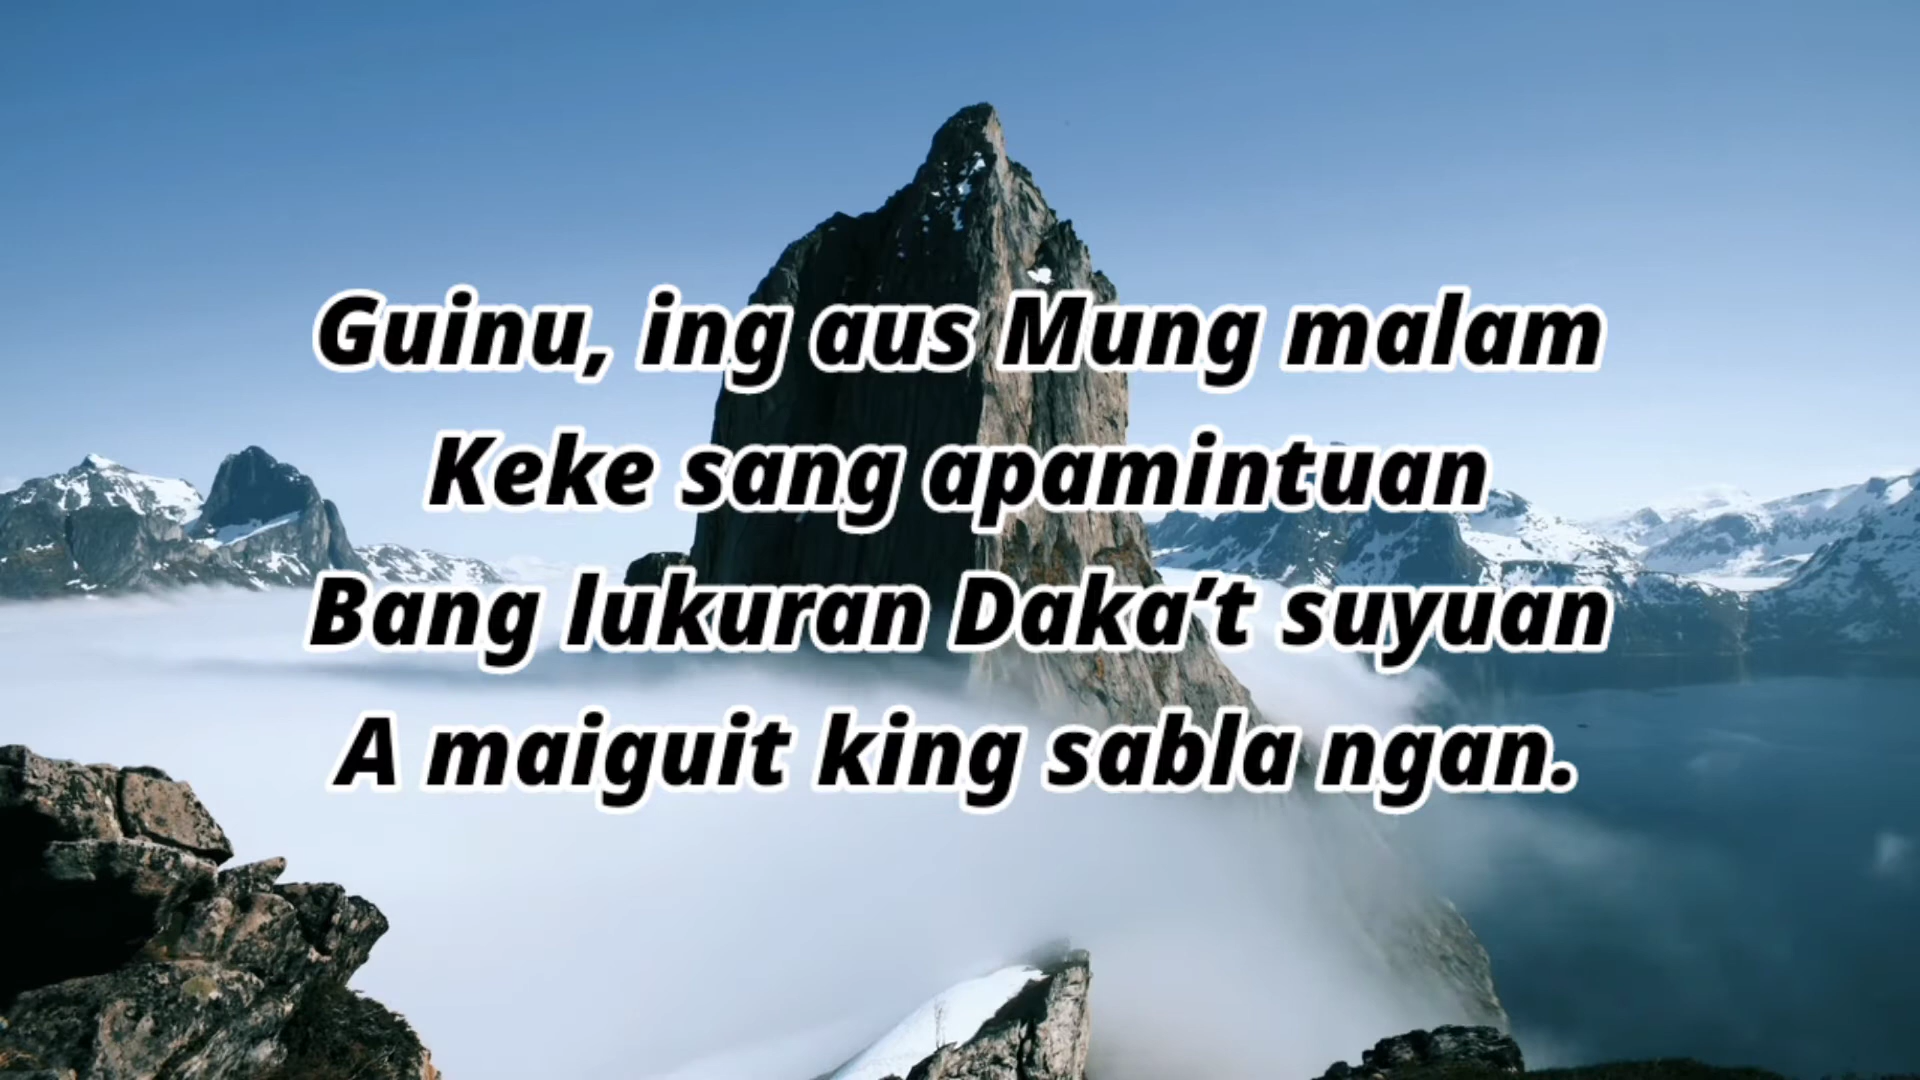 Guinu, ing aus Mung malam
Keke sang apamintuan
Bang lukuran Daka’t suyuan
A maiguit king sabla ngan.